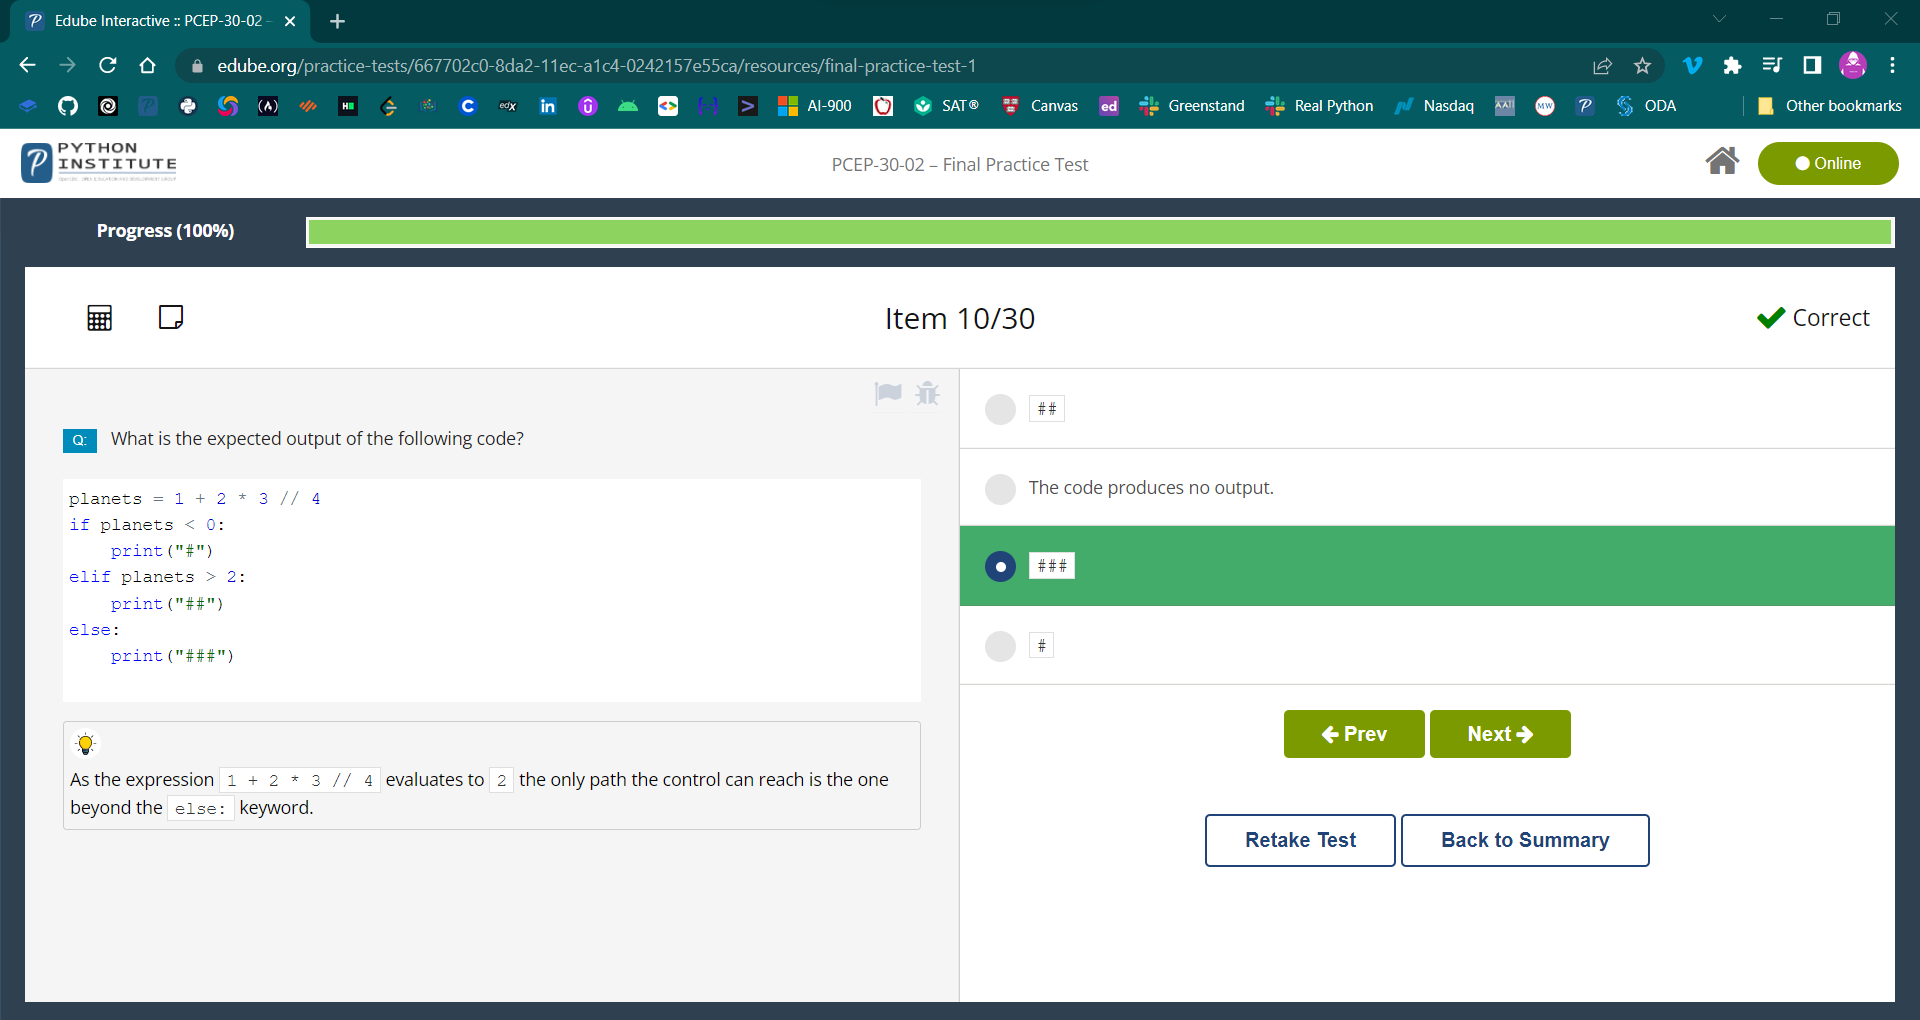 Edube Interactive :: PCEP-30-02 -
edube.org/practice-tests/667702c0-8da2-11ec-a1c4-0242157e55ca/resources/final-practice-test-1
AI-900 SAT® Canvas ed Greenstand Real Python Nasdaq MW ODA Other bookmarks
PYTHON
INSTITUTE
PCEP-30-02 – Final Practice Test
Online
Progress (100%)
Item 10/30
Correct
Q: What is the expected output of the following code?
planets = 1 + 2 * 3 // 4
if planets < 0:
    print("#")
elif planets > 2:
    print("##")
else:
    print("###")
As the expression 1 + 2 * 3 // 4 evaluates to 2 the only path the control can reach is the one
beyond the else: keyword.
##
The code produces no output.
###
#
Prev Next
Retake Test Back to Summary